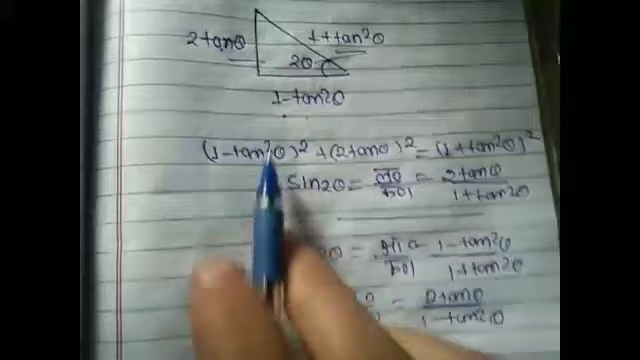 2tanθ
1+tan²θ
2θ
1-tan²θ
(1-tan²θ)² + (2tanθ)² = (1+tan²θ)²
sin2θ = लं/कर्ण = 2tanθ/1+tan²θ
= 1-tan²θ/1+tan²θ
= 2tanθ/1-tan²θ